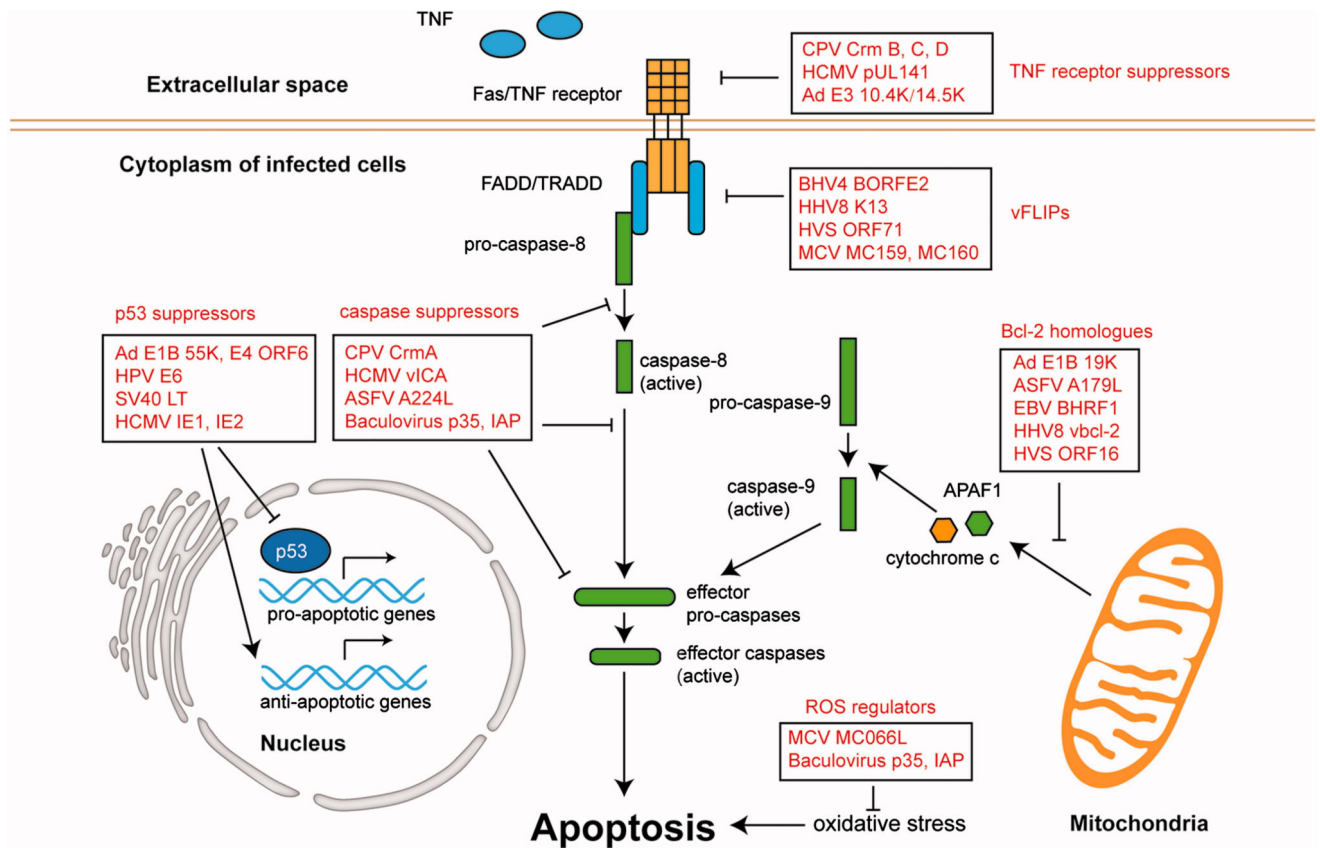 TNF
Extracellular space
Fas/TNF receptor
CPV Crm B, C, D
HCMV pUL141
Ad E3 10.4K/14.5K
TNF receptor suppressors
Cytoplasm of infected cells
FADD/TRADD
pro-caspase-8
BHV4 BORFE2
HHV8 K13
HVS ORF71
MCV MC159, MC160
vFLIPs
p53 suppressors
Ad E1B 55K, E4 ORF6
HPV E6
SV40 LT
HCMV IE1, IE2
caspase suppressors
CPV CrmA
HCMV vICA
ASFV A224L
Baculovirus p35, IAP
caspase-8
(active)
pro-caspase-9
caspase-9
(active)
Bcl-2 homologues
Ad E1B 19K
ASFV A179L
EBV BHRF1
HHV8 vbcl-2
HVS ORF16
APAF1
cytochrome c
p53
pro-apoptotic genes
anti-apoptotic genes
Nucleus
effector
pro-caspases
effector caspases
(active)
ROS regulators
MCV MC066L
Baculovirus p35, IAP
Apoptosis
oxidative stress
Mitochondria